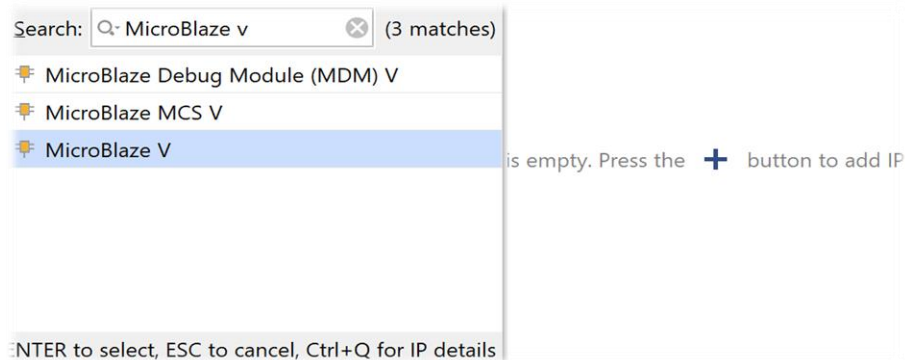 Search: MicroBlaze v (3 matches)
MicroBlaze Debug Module (MDM) V
MicroBlaze MCS V
MicroBlaze V
is empty. Press the + button to add IP
ENTER to select, ESC to cancel, Ctrl+Q for IP details